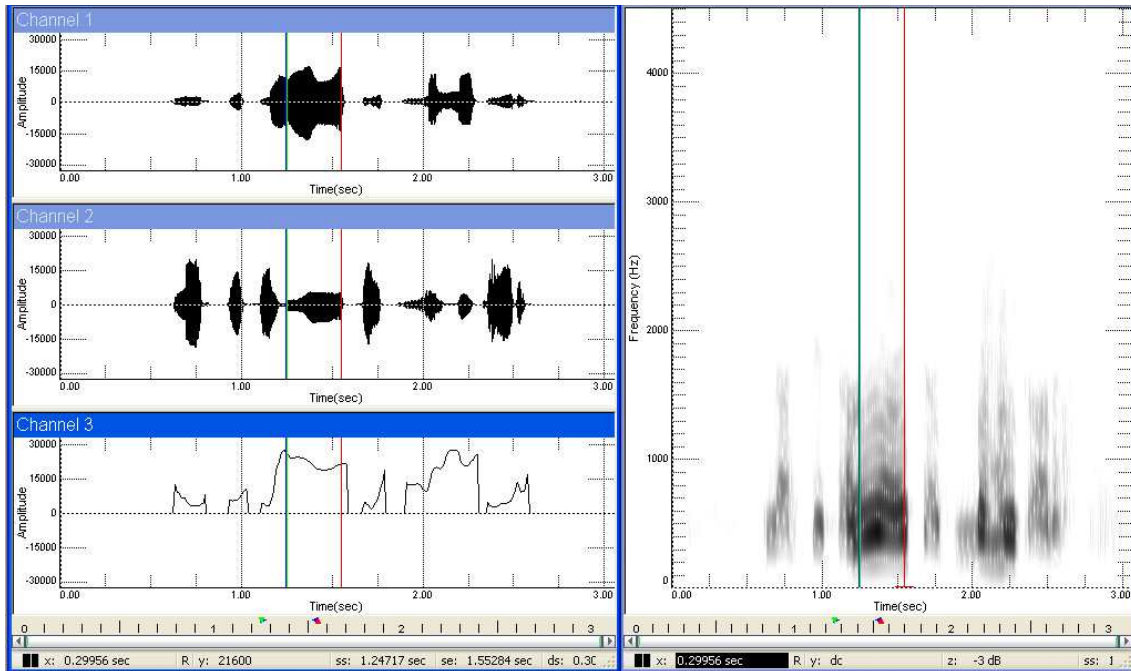 Channel 1
30000
15000
0
-15000
-30000
Amplitude
0.00 1.00 2.00 3.00
Time(sec)
Channel 2
30000
15000
0
-15000
-30000
Amplitude
0.00 1.00 2.00 3.00
Time(sec)
Channel 3
30000
15000
0
-15000
-30000
Amplitude
0.00 1.00 2.00 3.00
Time(sec)
0 1 2 3
x: 0.29956 sec R y: 21600 ss: 1.24717 sec se: 1.55284 sec ds: 0.30
4000
3000
2000
1000
0
Frequency (Hz)
0.00 1.00 2.00 3.00
Time(sec)
0 1 2 3
x: 0.29956 sec R y: dc z: -3 dB ss: 1